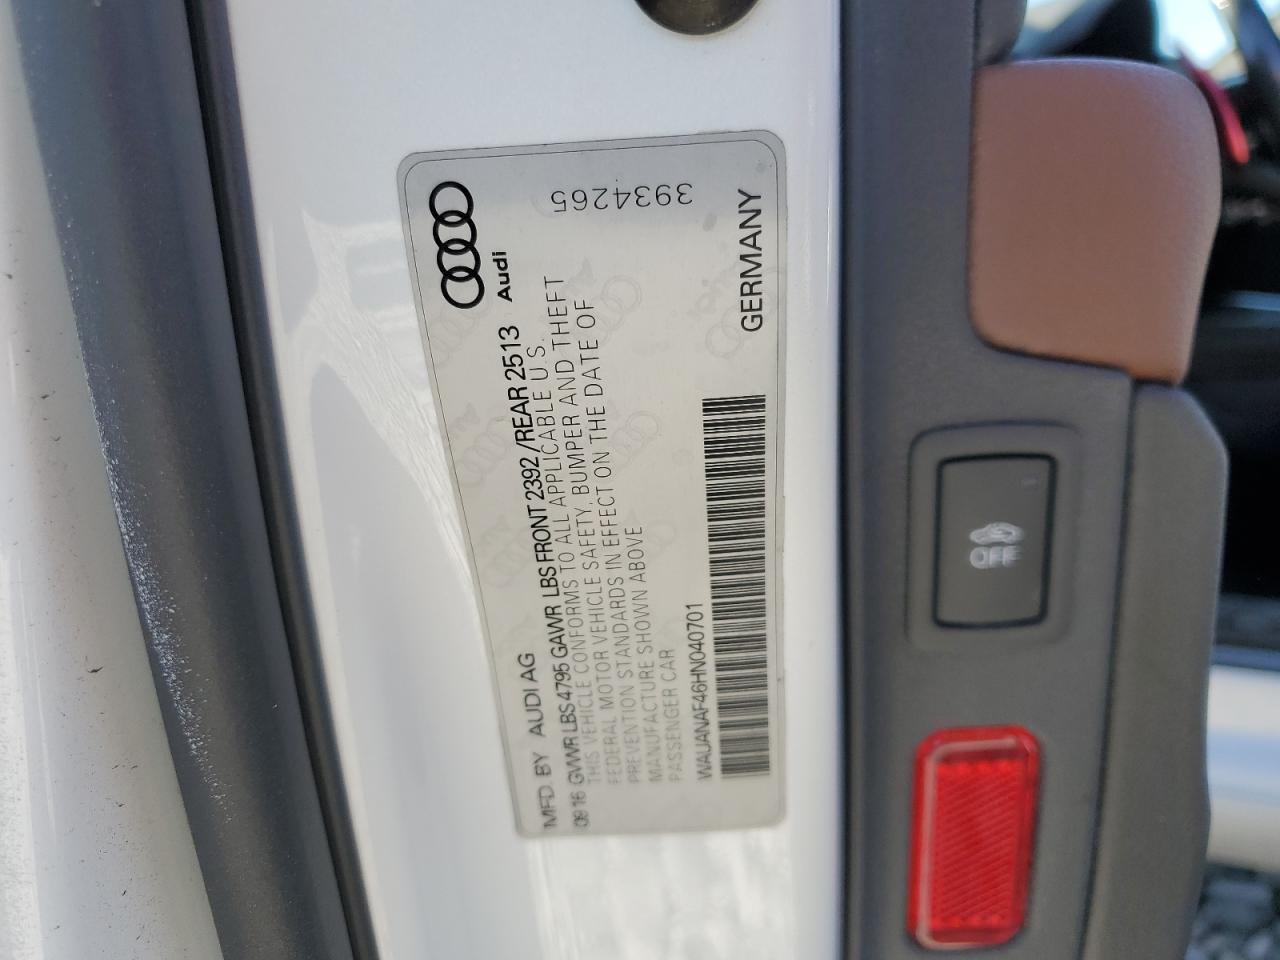 MFD BY AUDI AG
Audi
0916 GVWR LBS 4795 GAWR LBS FRONT 2392 /REAR 2513
THIS VEHICLE CONFORMS TO ALL APPLICABLE U.S.
FEDERAL MOTOR VEHICLE SAFETY, BUMPER AND THEFT
PREVENTION STANDARDS IN EFFECT ON THE DATE OF
MANUFACTURE SHOWN ABOVE
PASSENGER CAR
3934265
WAUANAF46HN040701
GERMANY
OFF